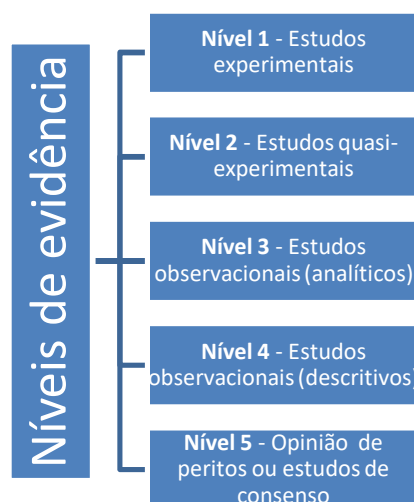 Níveis de evidência
Nível 1 - Estudos
experimentais
Nível 2 - Estudos quasi-
experimentais
Nível 3 - Estudos
observacionais (analíticos)
Nível 4 - Estudos
observacionais (descritivos)
Nível 5 - Opinião de
peritos ou estudos de
consenso